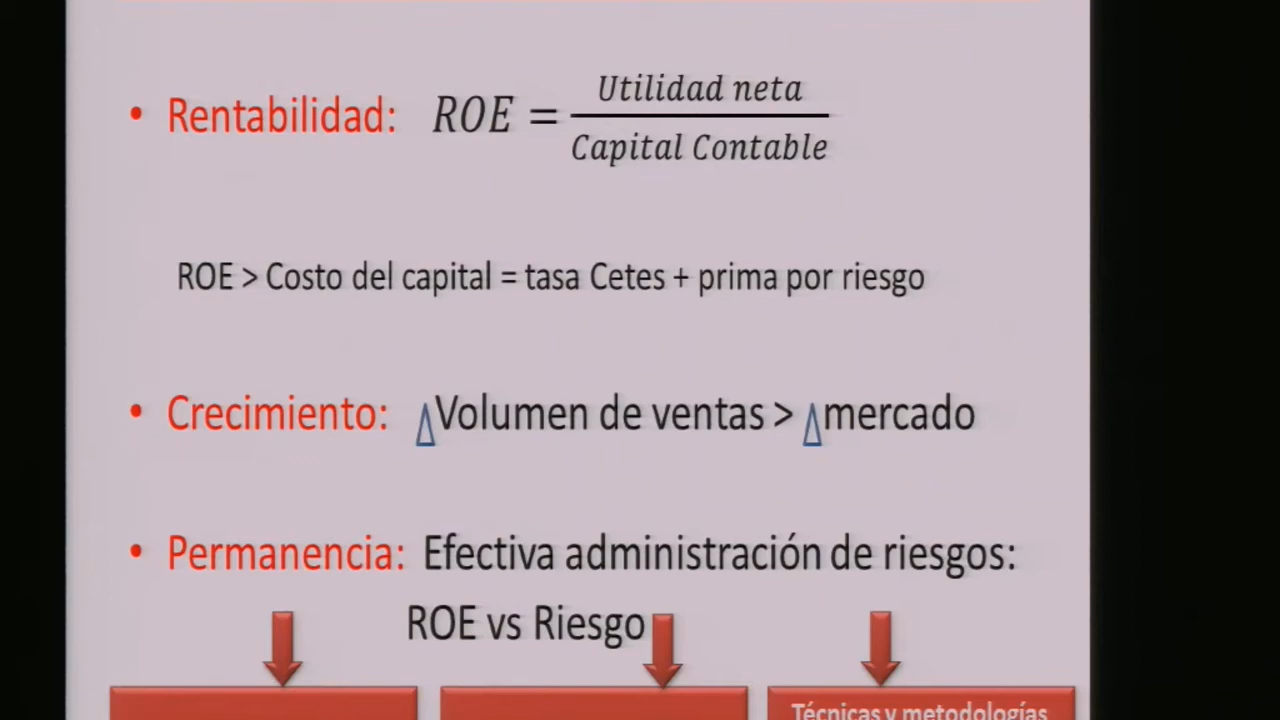 • Rentabilidad: ROE = Utilidad neta / Capital Contable
ROE > Costo del capital = tasa Cetes + prima por riesgo
• Crecimiento: Δ Volumen de ventas > Δ mercado
• Permanencia: Efectiva administración de riesgos:
ROE vs Riesgo
Técnicas y metodologías